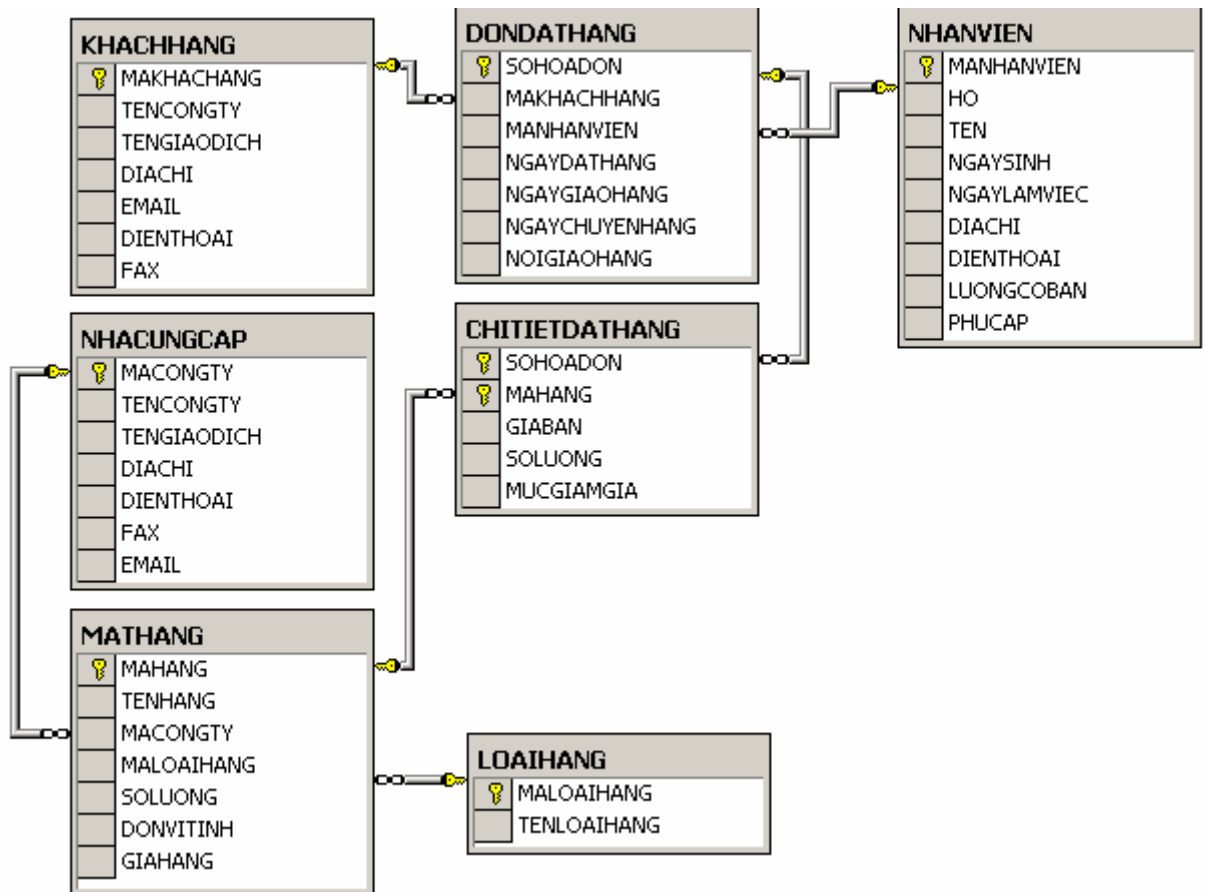 KHACHHANG
MAKHACHANG
TENCONGTY
TENGIAODICH
DIACHI
EMAIL
DIENTHOAI
FAX
DONDATHANG
SOHOADON
MAKHACHHANG
MANHANVIEN
NGAYDATHANG
NGAYGIAOHANG
NGAYCHUYENHANG
NOIGIAOHANG
NHANVIEN
MANHANVIEN
HO
TEN
NGAYSINH
NGAYLAMVIEC
DIACHI
DIENTHOAI
LUONGCOBAN
PHUCAP
NHACUNGCAP
MACONGTY
TENCONGTY
TENGIAODICH
DIACHI
DIENTHOAI
FAX
EMAIL
CHITIETDATHANG
SOHOADON
MAHANG
GIABAN
SOLUONG
MUCGIAMGIA
MATHANG
MAHANG
TENHANG
MACONGTY
MALOAIHANG
SOLUONG
DONVITINH
GIAHANG
LOAIHANG
MALOAIHANG
TENLOAIHANG